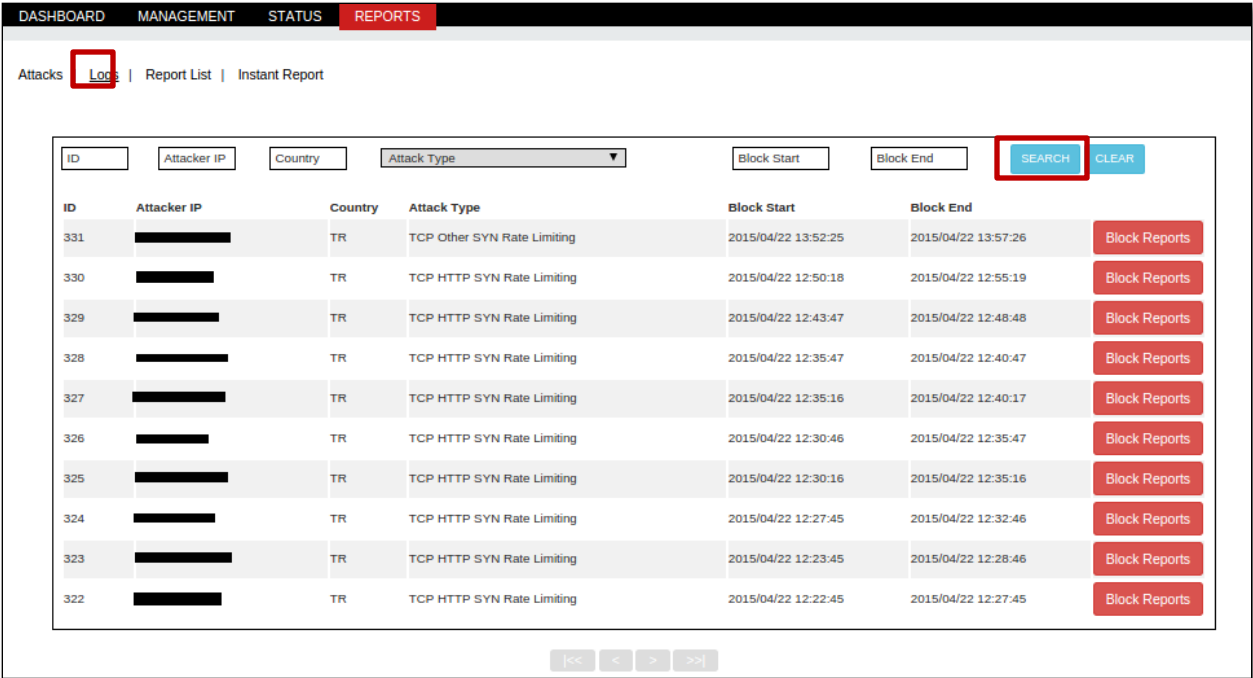 DASHBOARD MANAGEMENT STATUS REPORTS
Attacks | Logs | Report List | Instant Report
ID Attacker IP Country Attack Type ▼ Block Start Block End SEARCH CLEAR
ID Attacker IP Country Attack Type Block Start Block End
331 TR TCP Other SYN Rate Limiting 2015/04/22 13:52:25 2015/04/22 13:57:26 Block Reports
330 TR TCP HTTP SYN Rate Limiting 2015/04/22 12:50:18 2015/04/22 12:55:19 Block Reports
329 TR TCP HTTP SYN Rate Limiting 2015/04/22 12:43:47 2015/04/22 12:48:48 Block Reports
328 TR TCP HTTP SYN Rate Limiting 2015/04/22 12:35:47 2015/04/22 12:40:47 Block Reports
327 TR TCP HTTP SYN Rate Limiting 2015/04/22 12:35:16 2015/04/22 12:40:17 Block Reports
326 TR TCP HTTP SYN Rate Limiting 2015/04/22 12:30:46 2015/04/22 12:35:47 Block Reports
325 TR TCP HTTP SYN Rate Limiting 2015/04/22 12:30:16 2015/04/22 12:35:16 Block Reports
324 TR TCP HTTP SYN Rate Limiting 2015/04/22 12:27:45 2015/04/22 12:32:46 Block Reports
323 TR TCP HTTP SYN Rate Limiting 2015/04/22 12:23:45 2015/04/22 12:28:46 Block Reports
322 TR TCP HTTP SYN Rate Limiting 2015/04/22 12:22:45 2015/04/22 12:27:45 Block Reports
|<< < > >>|